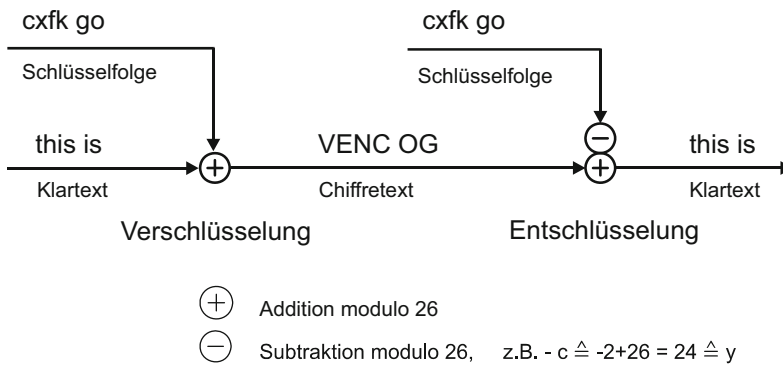 cxfk go
cxfk go
Schlüsselfolge
Schlüsselfolge
this is
VENC OG
this is
Klartext
Chiffretext
Klartext
Verschlüsselung
Entschlüsselung
Addition modulo 26
Subtraktion modulo 26, z.B. - c ≙ -2+26 = 24 ≙ y